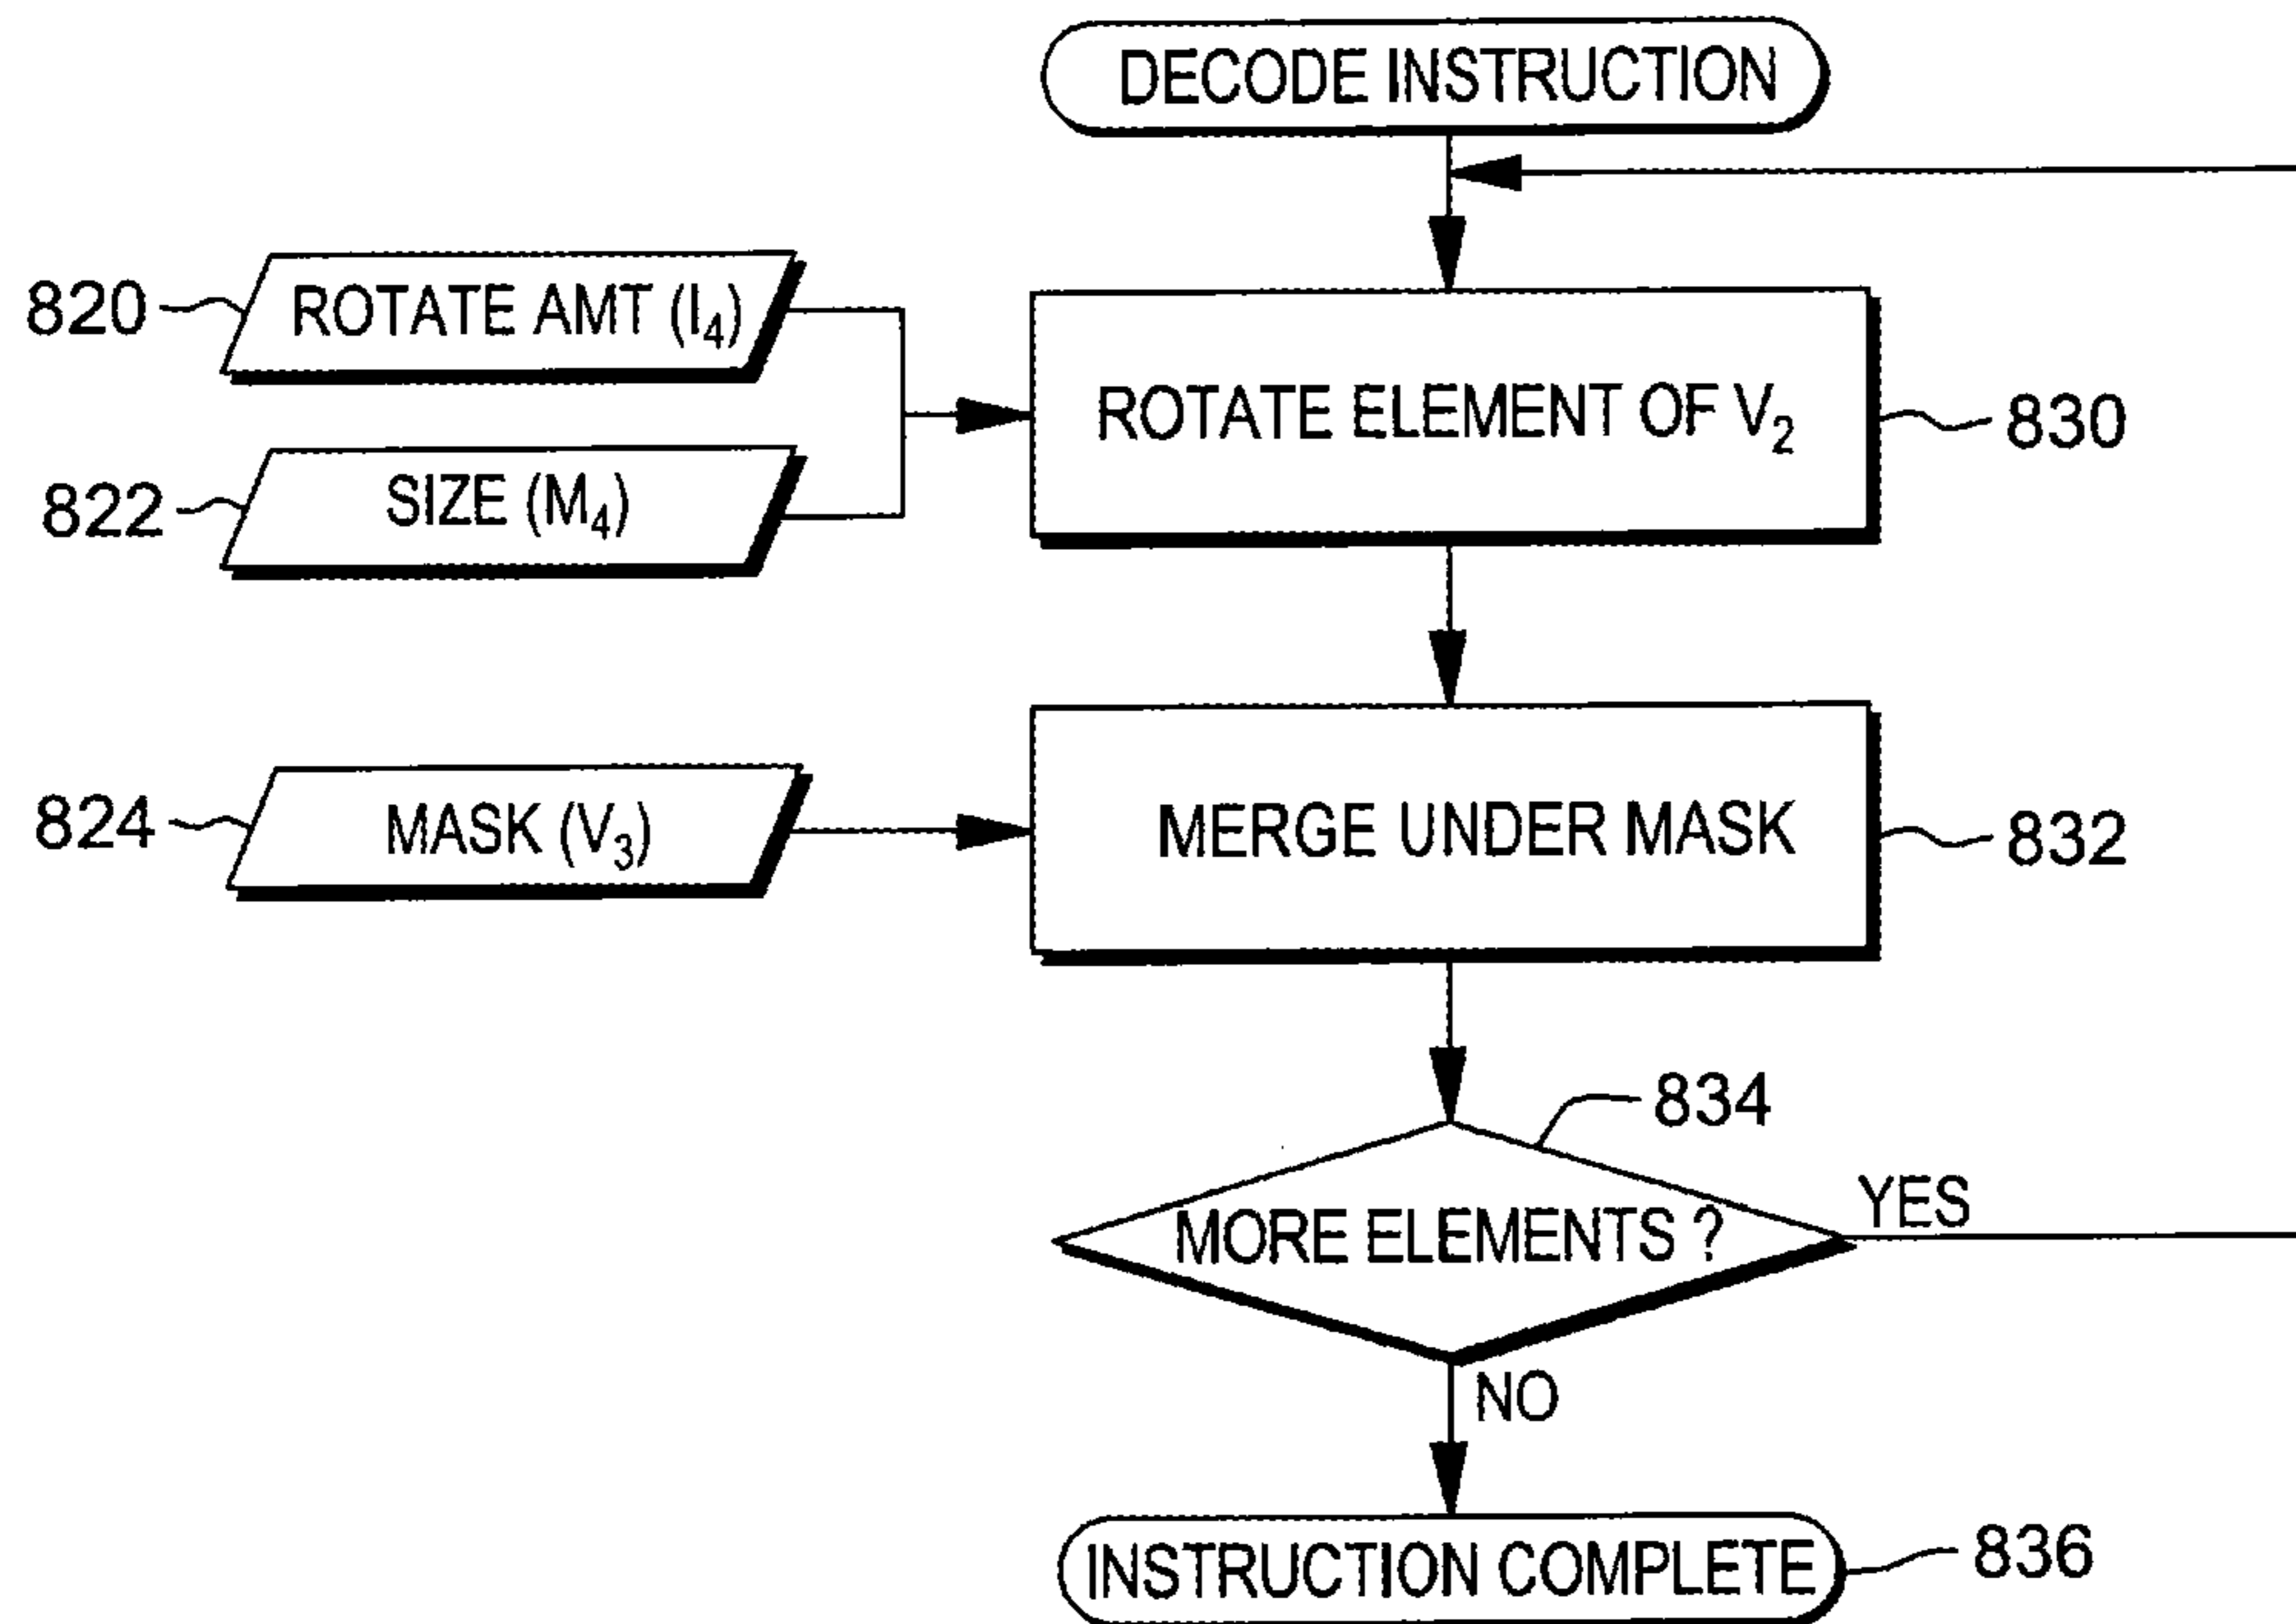 DECODE INSTRUCTION
820 ROTATE AMT (I₄)
822 SIZE (M₄)
ROTATE ELEMENT OF V₂ 830
824 MASK (V₃)
MERGE UNDER MASK 832
834
MORE ELEMENTS ?
YES
NO
INSTRUCTION COMPLETE 836